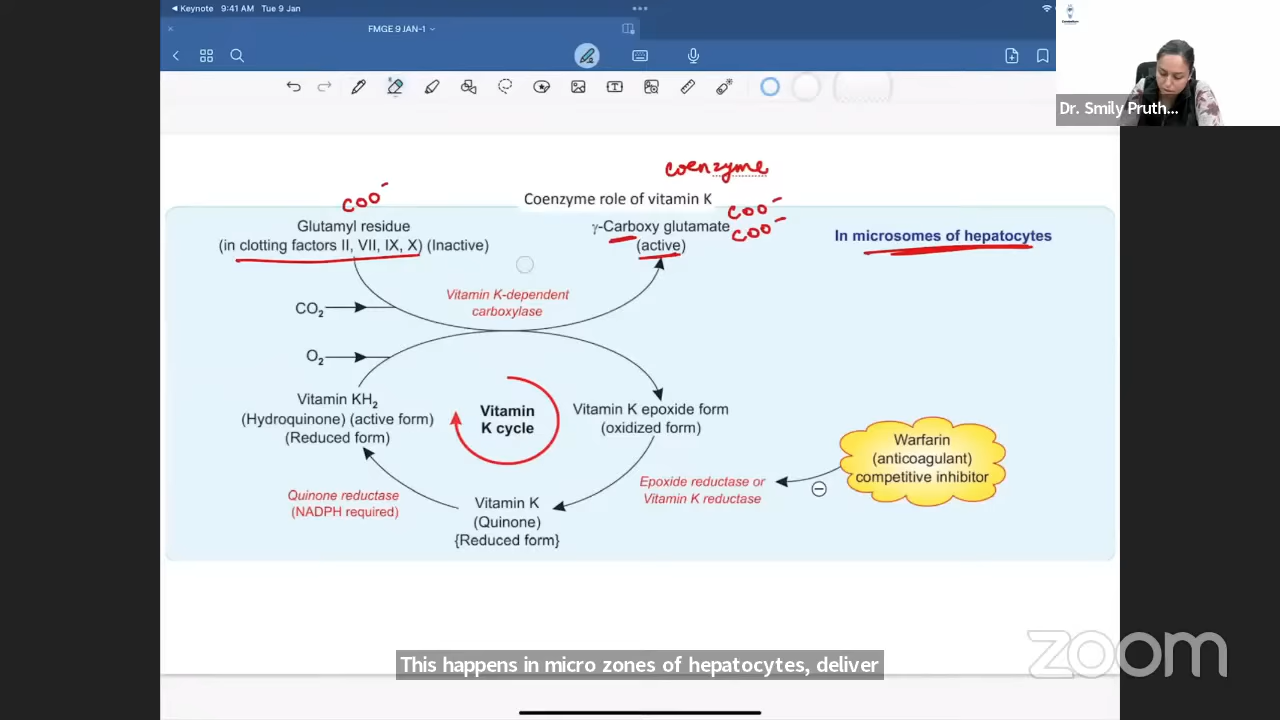 Keynote 9:41 AM Tue 9 Jan
FMGE 9 JAN-1
Dr. Smily Pruth...
coenzyme
Coenzyme role of vitamin K
COO⁻
COO⁻
COO⁻
Glutamyl residue
(in clotting factors II, VII, IX, X) (Inactive)
γ-Carboxy glutamate
(active)
In microsomes of hepatocytes
Vitamin K-dependent
carboxylase
CO₂
O₂
Vitamin KH₂
(Hydroquinone) (active form)
(Reduced form)
Vitamin
K cycle
Vitamin K epoxide form
(oxidized form)
Warfarin
(anticoagulant)
competitive inhibitor
Epoxide reductase or
Vitamin K reductase
Quinone reductase
(NADPH required)
Vitamin K
(Quinone)
{Reduced form}
This happens in micro zones of hepatocytes, deliver
zoom